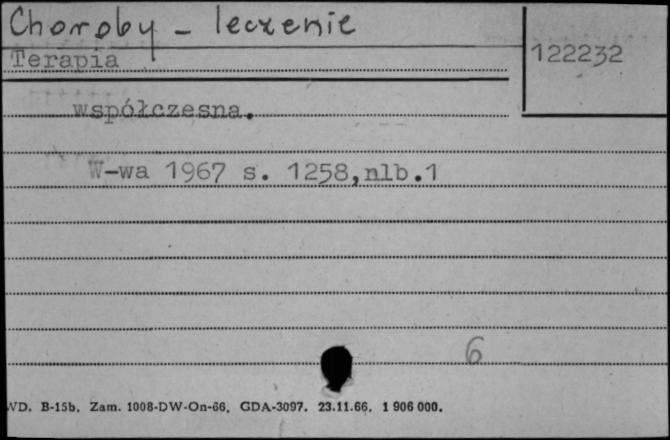 Choroby - leczenie
Terapia
122232
współczesna.
W-wa 1967 s. 1258,nlb.1
6
WD. B-15b. Zam. 1008-DW-On-66. GDA-3097. 23.11.66. 1 906 000.